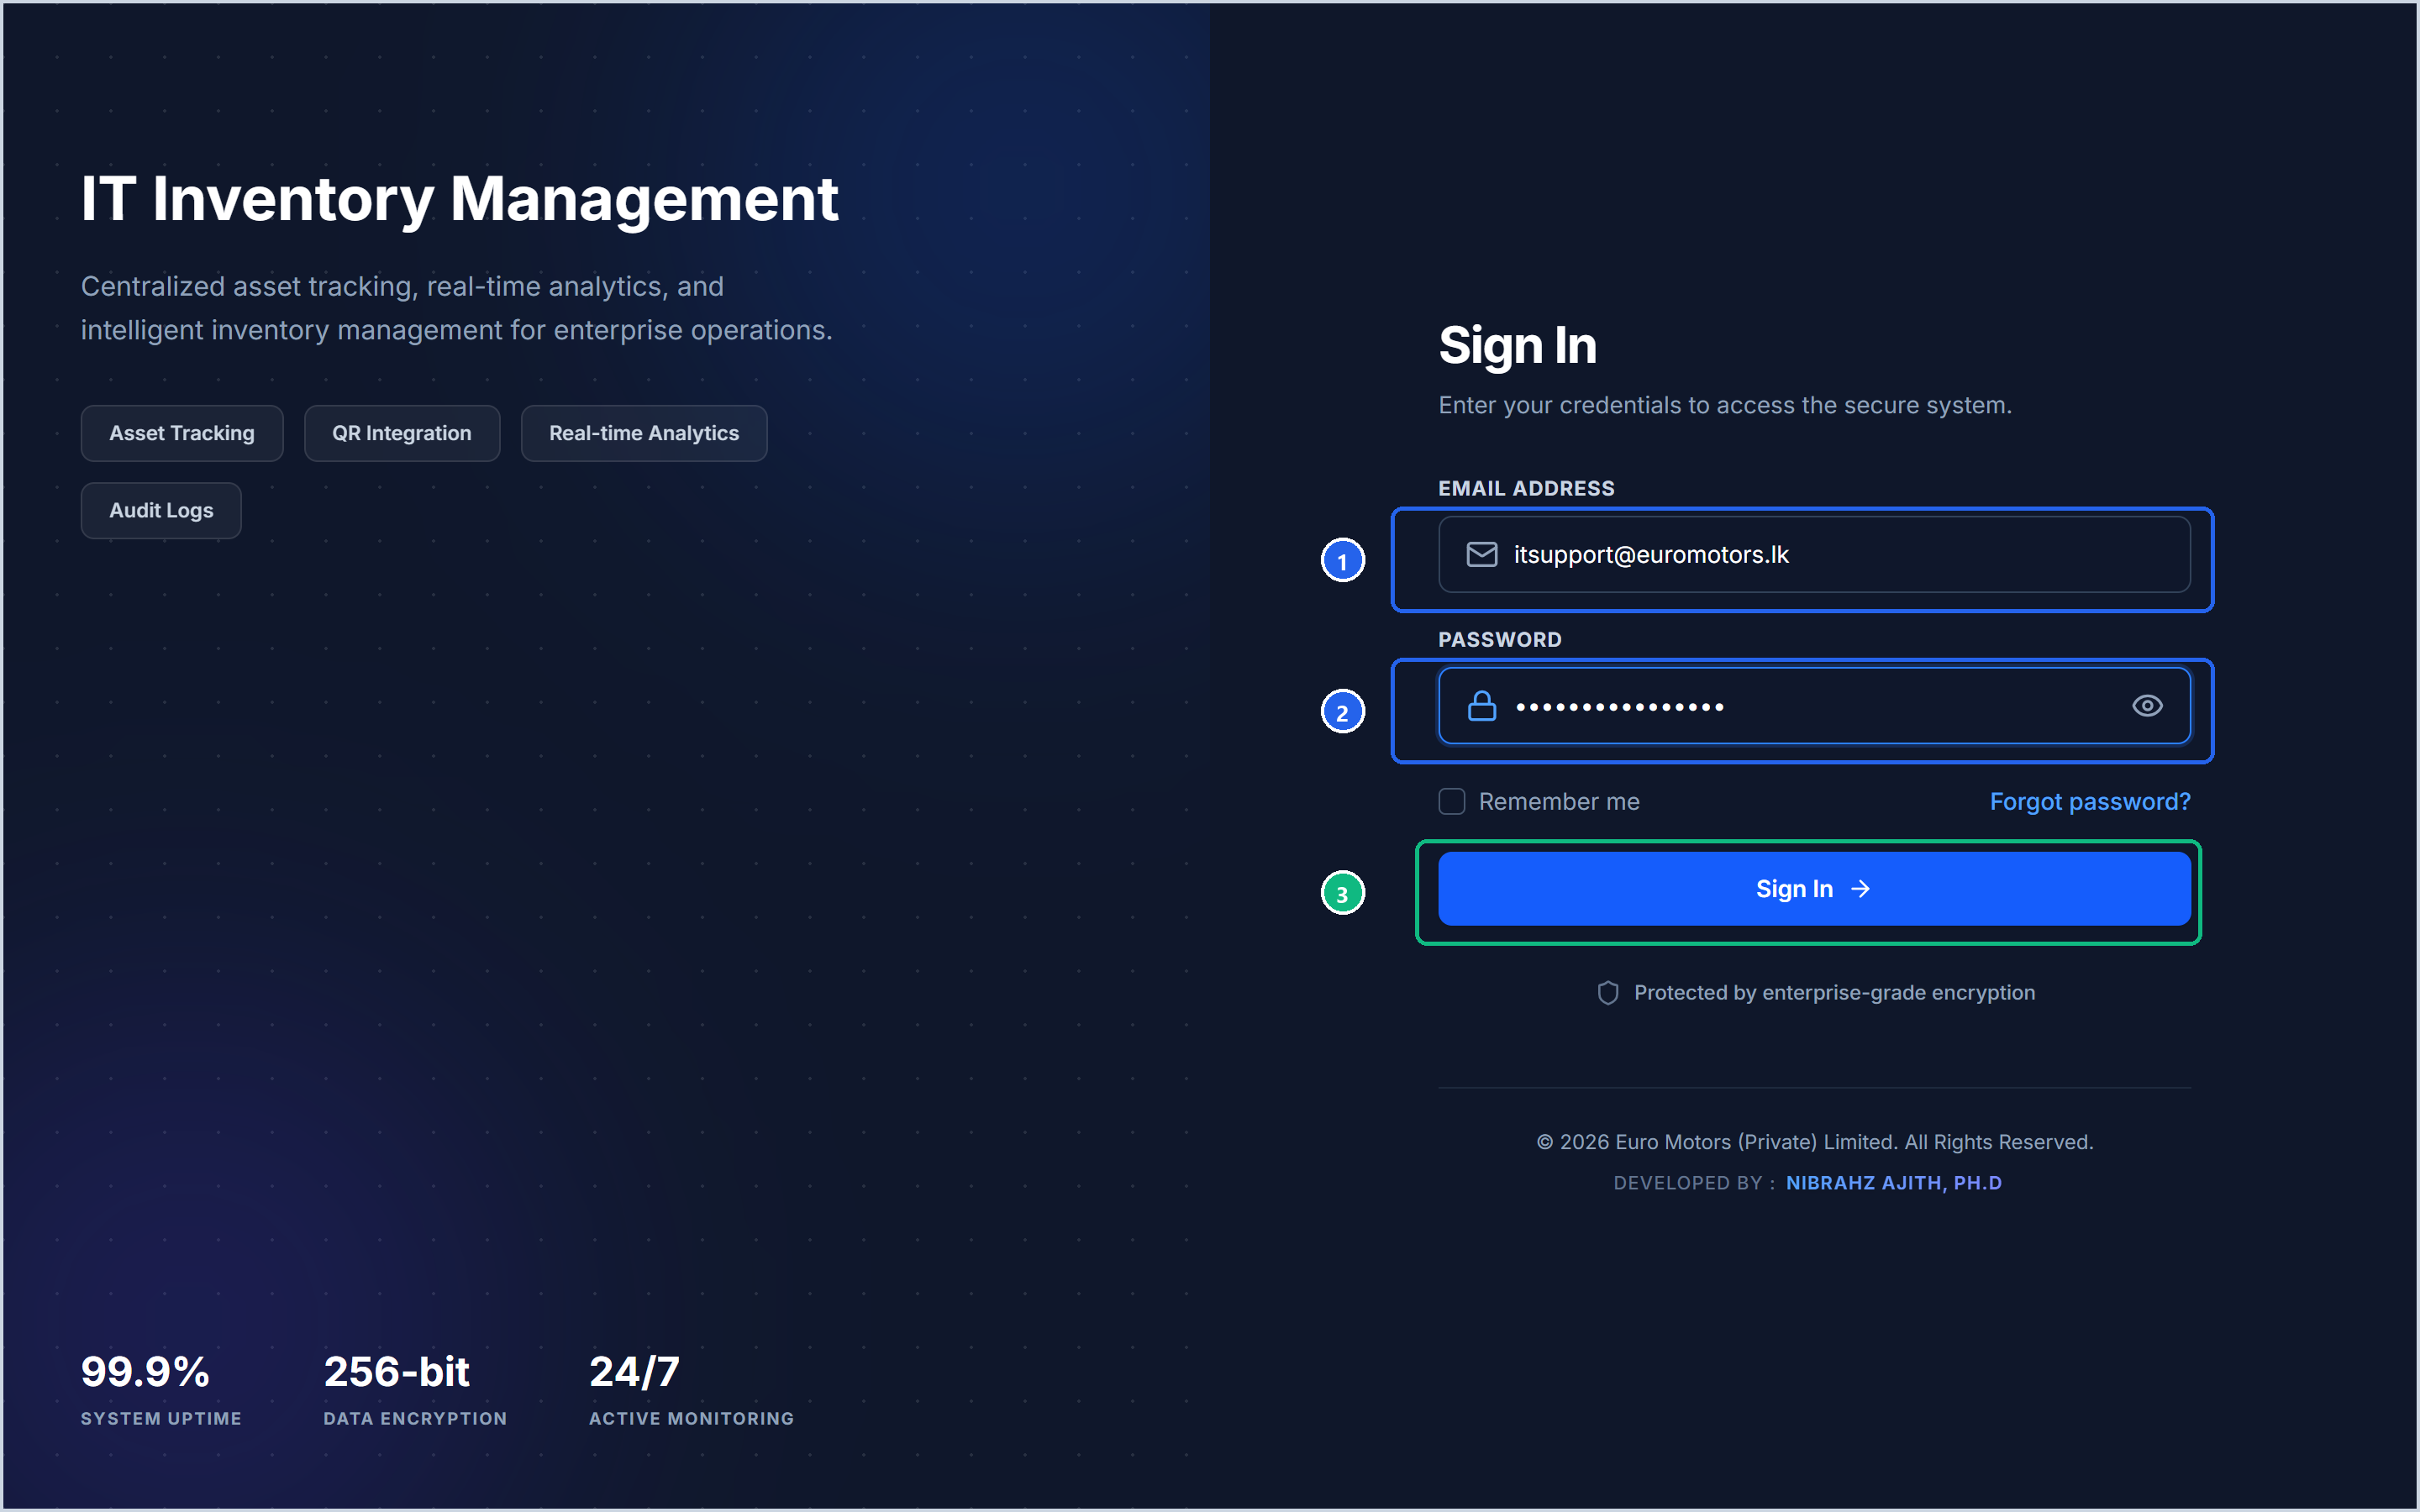 IT Inventory Management
Centralized asset tracking, real-time analytics, and
intelligent inventory management for enterprise operations.
Asset Tracking
QR Integration
Real-time Analytics
Audit Logs
99.9%
SYSTEM UPTIME
256-bit
DATA ENCRYPTION
24/7
ACTIVE MONITORING
Sign In
Enter your credentials to access the secure system.
EMAIL ADDRESS
1
itsupport@euromotors.lk
PASSWORD
2
••••••••••••••••
Remember me
Forgot password?
3
Sign In →
Protected by enterprise-grade encryption
© 2026 Euro Motors (Private) Limited. All Rights Reserved.
DEVELOPED BY : NIBRAHZ AJITH, PH.D